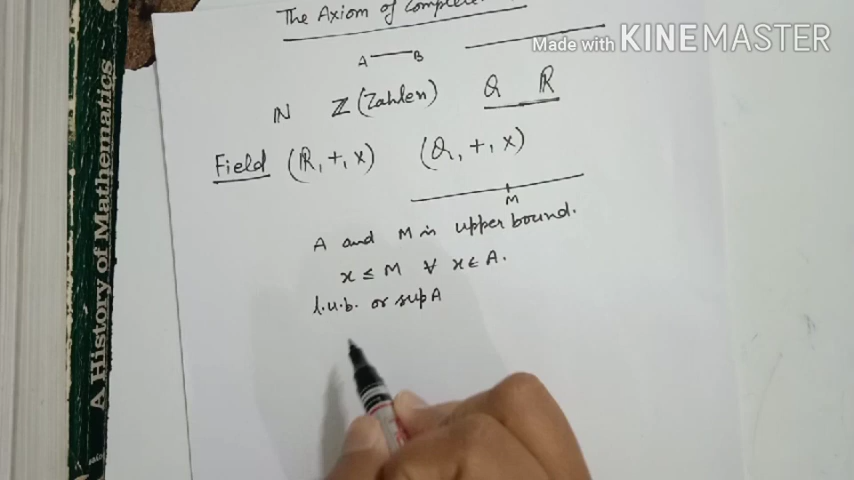 The Axiom of
Made with KINEMASTER
A B
N Z (Zahlen) Q R
Field (R, +, x) (Q, +, x)
M
A and M is upper bound.
x ≤ M ∀ x ∈ A.
l.u.b. or sup A
A History of Mathematics